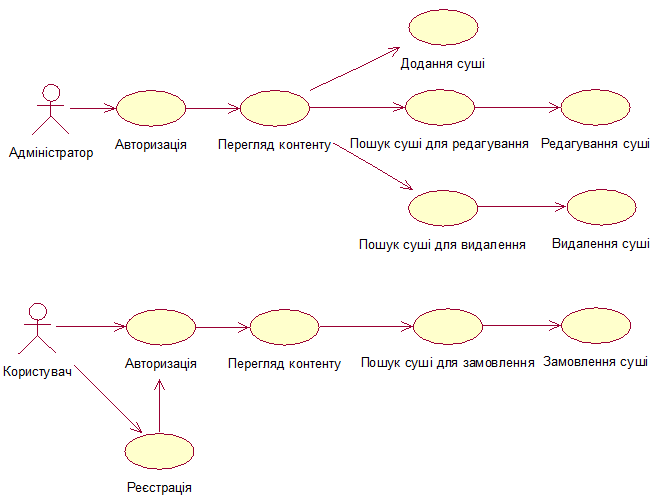 Додання суші
Адміністратор
Авторизація
Перегляд контенту
Пошук суші для редагування
Редагування суші
Пошук суші для видалення
Видалення суші
Користувач
Авторизація
Перегляд контенту
Пошук суші для замовлення
Замовлення суші
Реєстрація